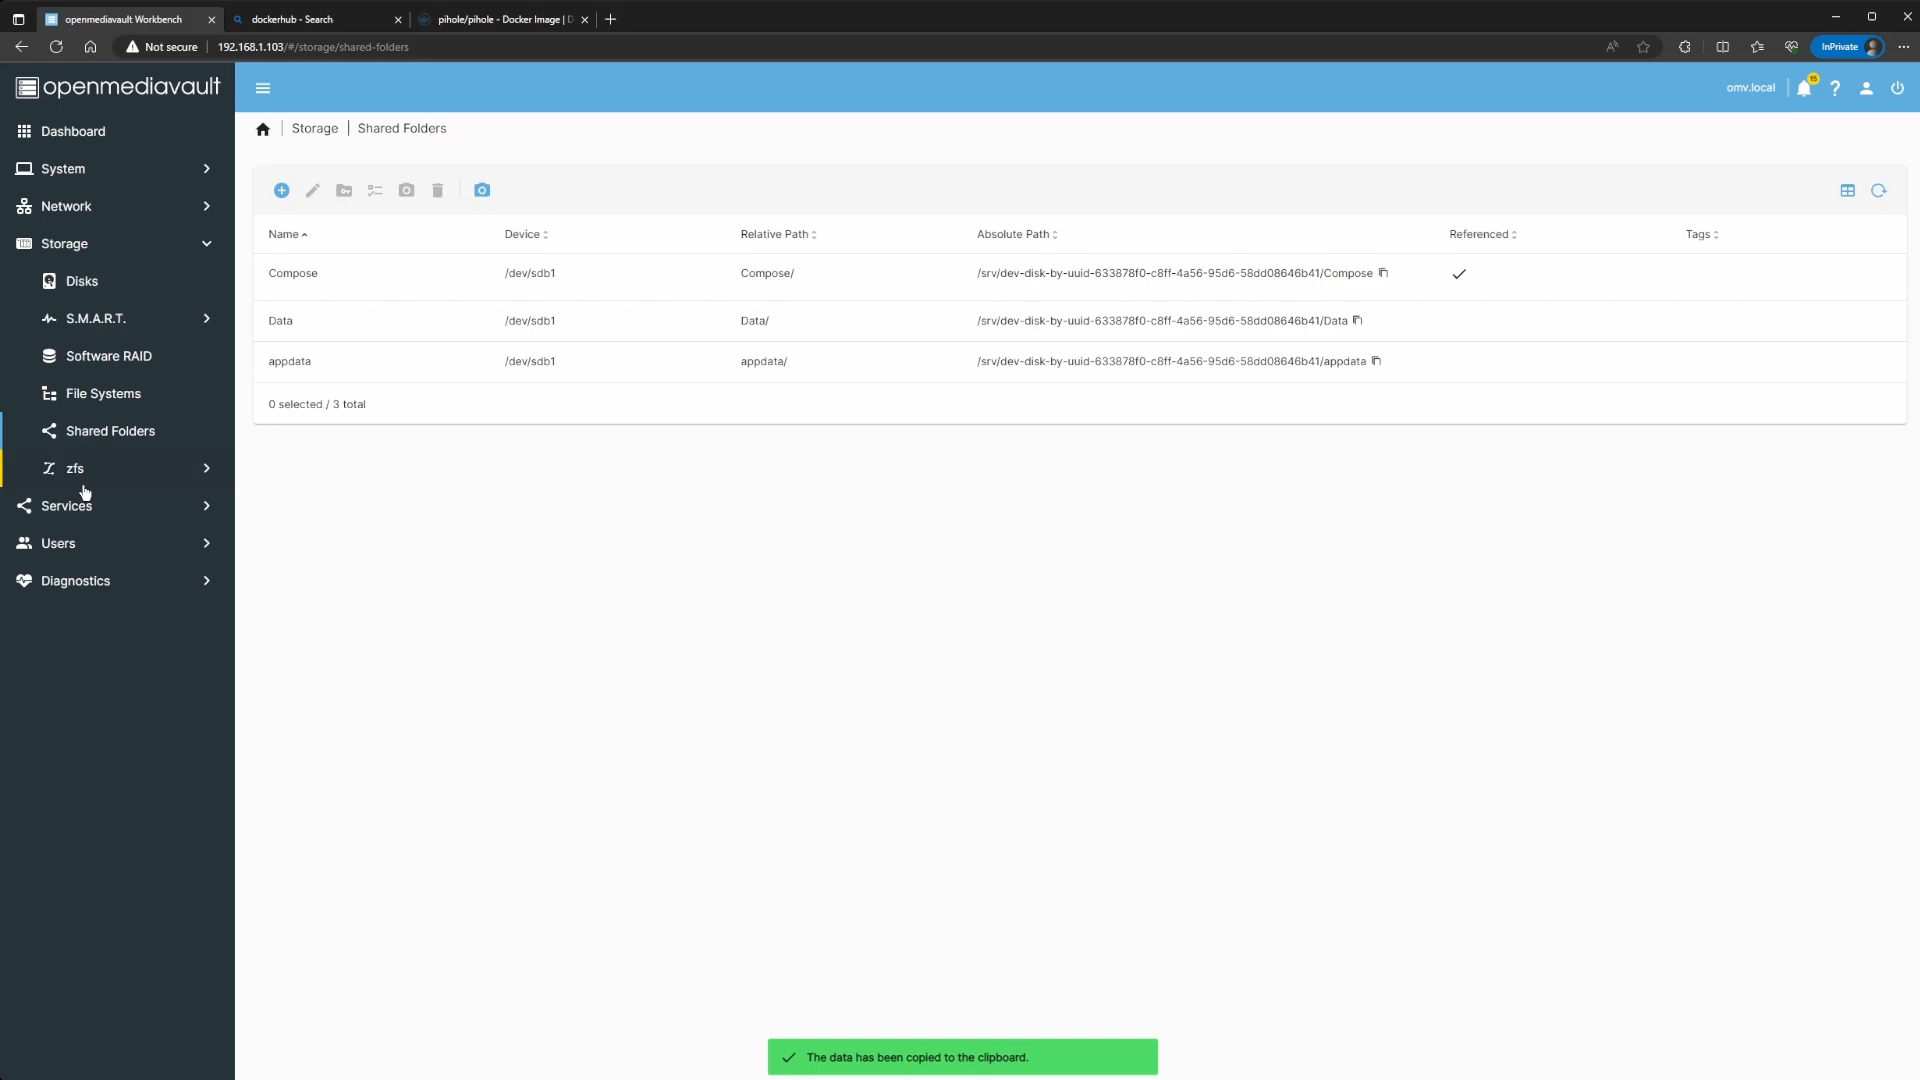 openmediavault Workbench
dockerhub - Search
pihole/pihole - Docker Image | D
Not secure
192.168.1.103/#/storage/shared-folders
InPrivate
openmediavault
omv.local
15
Dashboard
System
Network
Storage
Disks
S.M.A.R.T.
Software RAID
File Systems
Shared Folders
zfs
Services
Users
Diagnostics
Storage | Shared Folders
Name Device Relative Path Absolute Path Referenced Tags
Compose /dev/sdb1 Compose/ /srv/dev-disk-by-uuid-633878f0-c8ff-4a56-95d6-58dd08646b41/Compose
Data /dev/sdb1 Data/ /srv/dev-disk-by-uuid-633878f0-c8ff-4a56-95d6-58dd08646b41/Data
appdata /dev/sdb1 appdata/ /srv/dev-disk-by-uuid-633878f0-c8ff-4a56-95d6-58dd08646b41/appdata
0 selected / 3 total
The data has been copied to the clipboard.